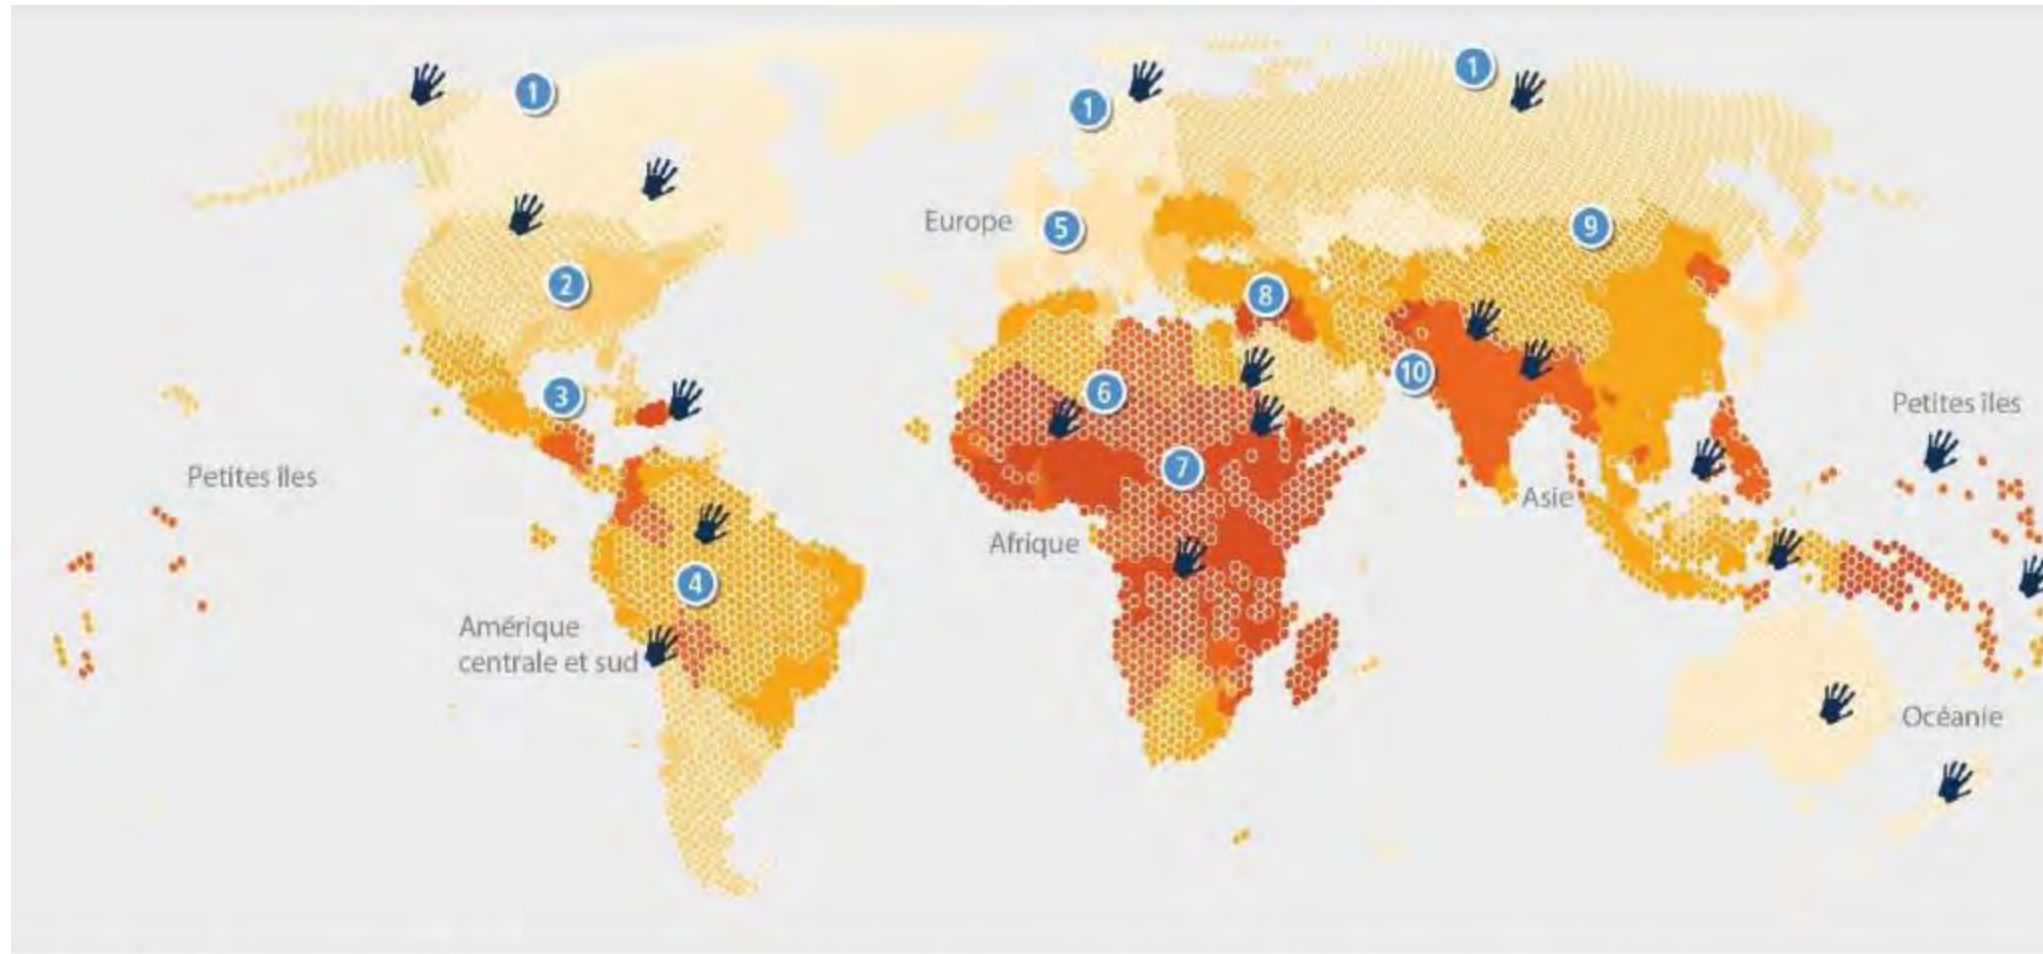 1
1
1
Europe
5
9
2
8
3
6
10
Petites îles
Petites îles
7
Asie
Afrique
4
Amérique
centrale et sud
Océanie